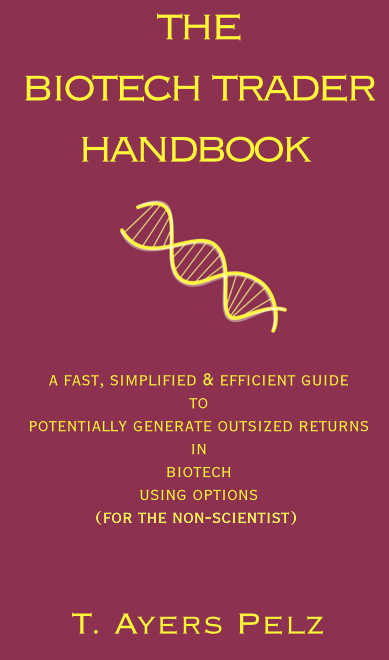 THE
BIOTECH TRADER
HANDBOOK
A FAST, SIMPLIFIED & EFFICIENT GUIDE
TO
POTENTIALLY GENERATE OUTSIZED RETURNS
IN
BIOTECH
USING OPTIONS
(FOR THE NON-SCIENTIST)
T. AYERS PELZ